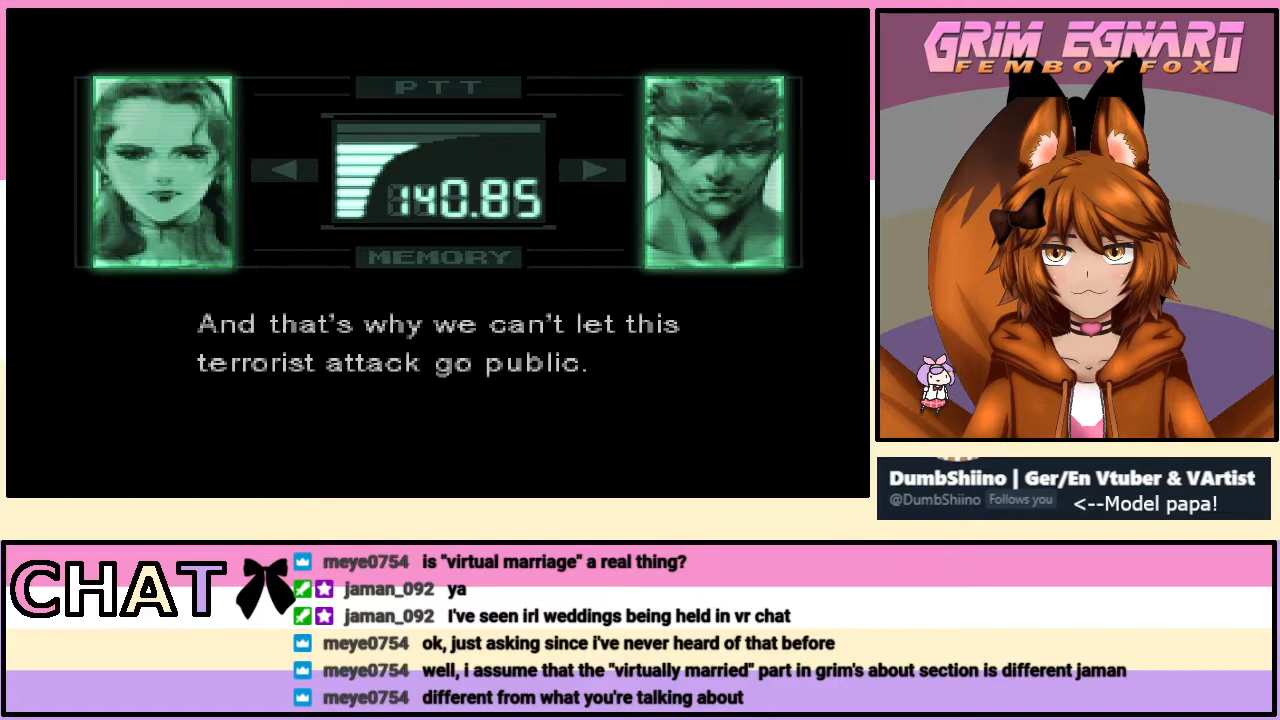 PTT
140.85
MEMORY
And that's why we can't let this
terrorist attack go public.
GRIM EGNART
FEMBOY FOX
DumbShiino | Ger/En Vtuber & VArtist
@DumbShiino Follows you <--Model papa!
CHAT
meye0754 is "virtual marriage" a real thing?
jaman_092 ya
jaman_092 I've seen irl weddings being held in vr chat
meye0754 ok, just asking since i've never heard of that before
meye0754 well, i assume that the "virtually married" part in grim's about section is different jaman
meye0754 different from what you're talking about